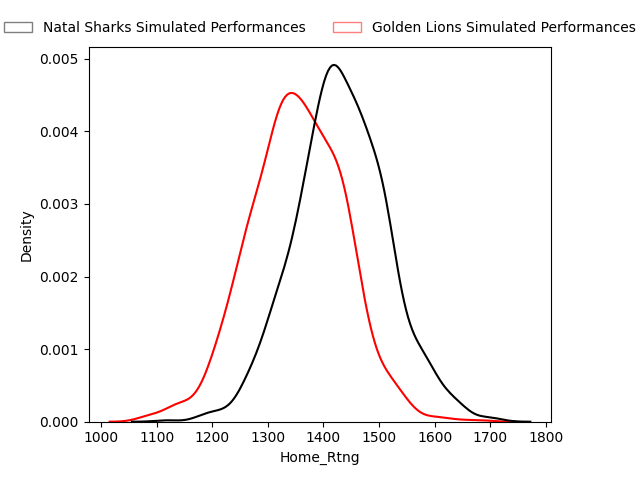 Natal Sharks Simulated Performances Golden Lions Simulated Performances
0.005
0.004
0.003
0.002
0.001
0.000
Density
1000 1100 1200 1300 1400 1500 1600 1700 1800
Home_Rtng